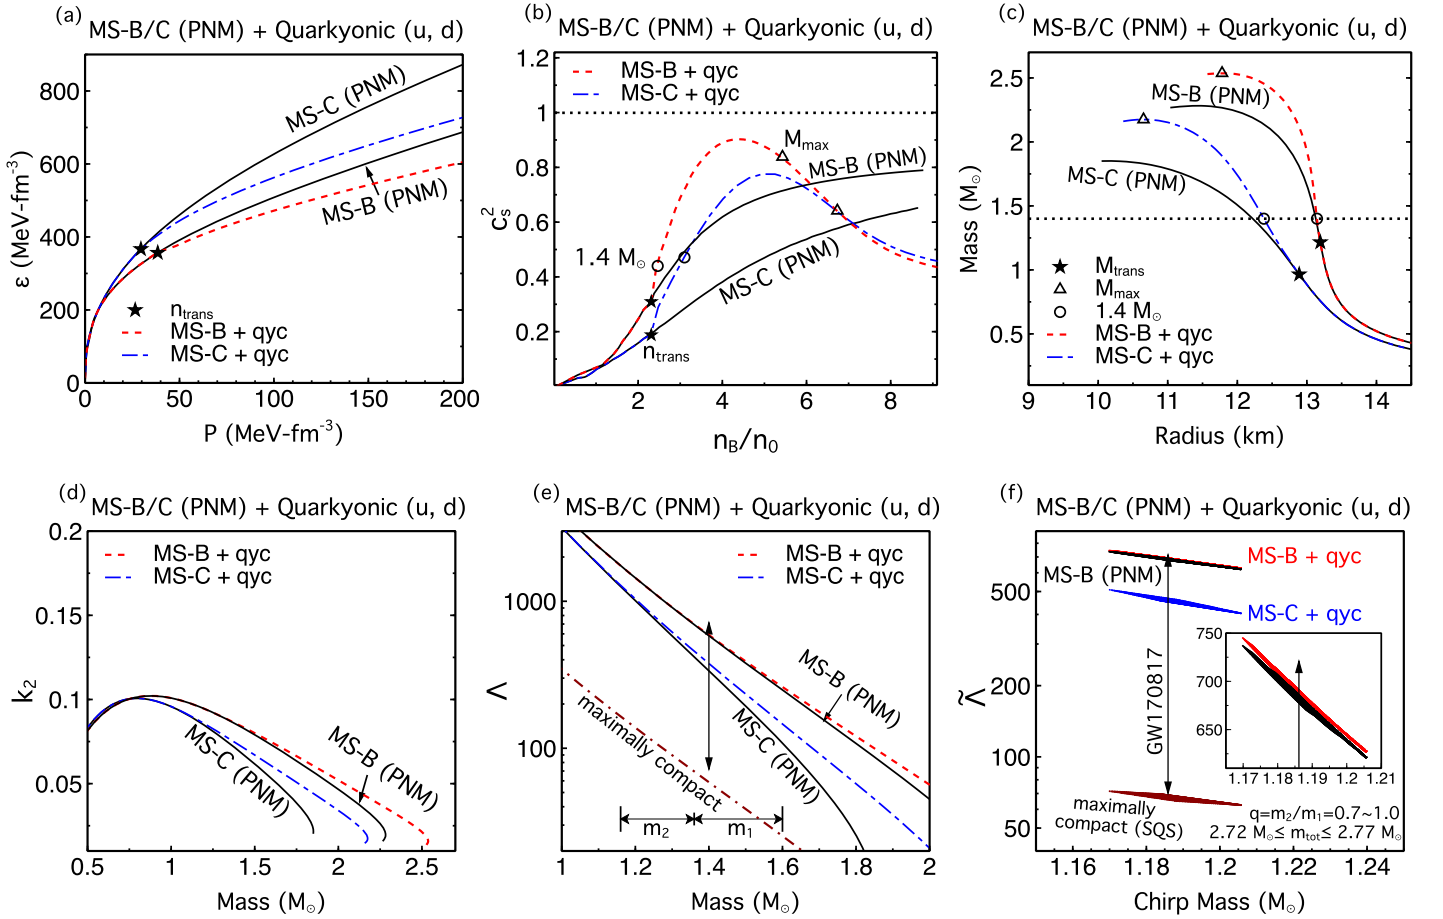 (a)
MS-B/C (PNM) + Quarkyonic (u, d)
ε (MeV-fm⁻³)
800
600
400
200
0
MS-C (PNM)
MS-B (PNM)
n_trans
MS-B + qyc
MS-C + qyc
0 50 100 150 200
P (MeV-fm⁻³)
(b)
MS-B/C (PNM) + Quarkyonic (u, d)
c_s²
1.2
1
0.8
0.6
0.4
0.2
MS-B + qyc
MS-C + qyc
M_max
MS-B (PNM)
1.4 M⊙
MS-C (PNM)
n_trans
2 4 6 8
n_B/n_0
(c)
MS-B/C (PNM) + Quarkyonic (u, d)
Mass (M⊙)
2.5
2
1.5
1
0.5
MS-B (PNM)
MS-C (PNM)
M_trans
M_max
1.4 M⊙
MS-B + qyc
MS-C + qyc
9 10 11 12 13 14
Radius (km)
(d)
MS-B/C (PNM) + Quarkyonic (u, d)
k₂
0.2
0.15
0.1
0.05
MS-B + qyc
MS-C + qyc
MS-B (PNM)
MS-C (PNM)
0.5 1 1.5 2 2.5
Mass (M⊙)
(e)
MS-B/C (PNM) + Quarkyonic (u, d)
Λ
1000
100
MS-B + qyc
MS-C + qyc
MS-B (PNM)
MS-C (PNM)
maximally compact
m₂ m₁
1 1.2 1.4 1.6 1.8 2
Mass (M⊙)
(f)
MS-B/C (PNM) + Quarkyonic (u, d)
Λ̃
500
200
100
50
MS-B + qyc
MS-B (PNM)
MS-C + qyc
GW170817
750
700
650
1.17 1.18 1.19 1.2 1.21
maximally
compact (SQS)
q=m₂/m₁=0.7~1.0
2.72 M⊙≤ m_tot≤ 2.77 M⊙
1.16 1.18 1.2 1.22 1.24
Chirp Mass (M⊙)